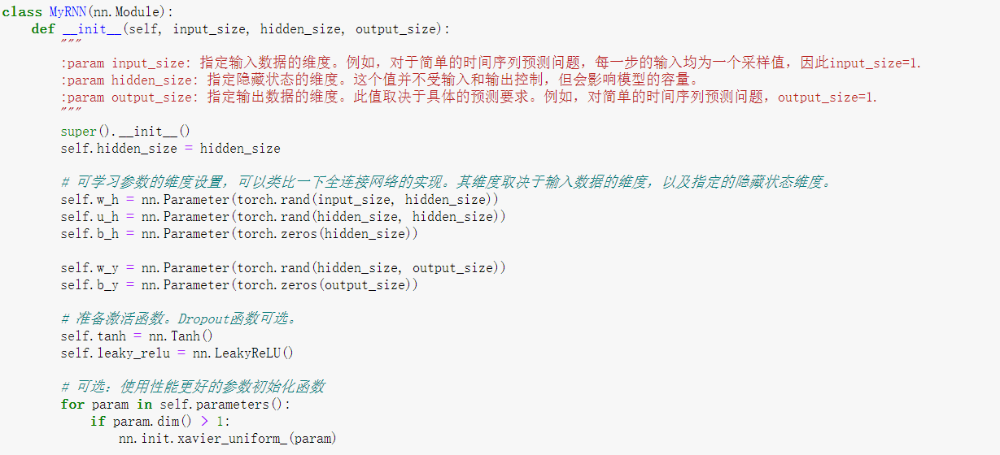 class MyRNN(nn.Module):
    def __init__(self, input_size, hidden_size, output_size):
        """
        :param input_size: 指定输入数据的维度。例如，对于简单的时间序列预测问题，每一步的输入均为一个采样值，因此input_size=1.
        :param hidden_size: 指定隐藏状态的维度。这个值并不受输入和输出控制，但会影响模型的容量。
        :param output_size: 指定输出数据的维度。此值取决于具体的预测要求。例如，对简单的时间序列预测问题，output_size=1.
        """
        super().__init__()
        self.hidden_size = hidden_size

        # 可学习参数的维度设置，可以类比一下全连接网络的实现。其维度取决于输入数据的维度，以及指定的隐藏状态维度。
        self.w_h = nn.Parameter(torch.rand(input_size, hidden_size))
        self.u_h = nn.Parameter(torch.rand(hidden_size, hidden_size))
        self.b_h = nn.Parameter(torch.zeros(hidden_size))

        self.w_y = nn.Parameter(torch.rand(hidden_size, output_size))
        self.b_y = nn.Parameter(torch.zeros(output_size))

        # 准备激活函数。Dropout函数可选。
        self.tanh = nn.Tanh()
        self.leaky_relu = nn.LeakyReLU()

        # 可选：使用性能更好的参数初始化函数
        for param in self.parameters():
            if param.dim() > 1:
                nn.init.xavier_uniform_(param)